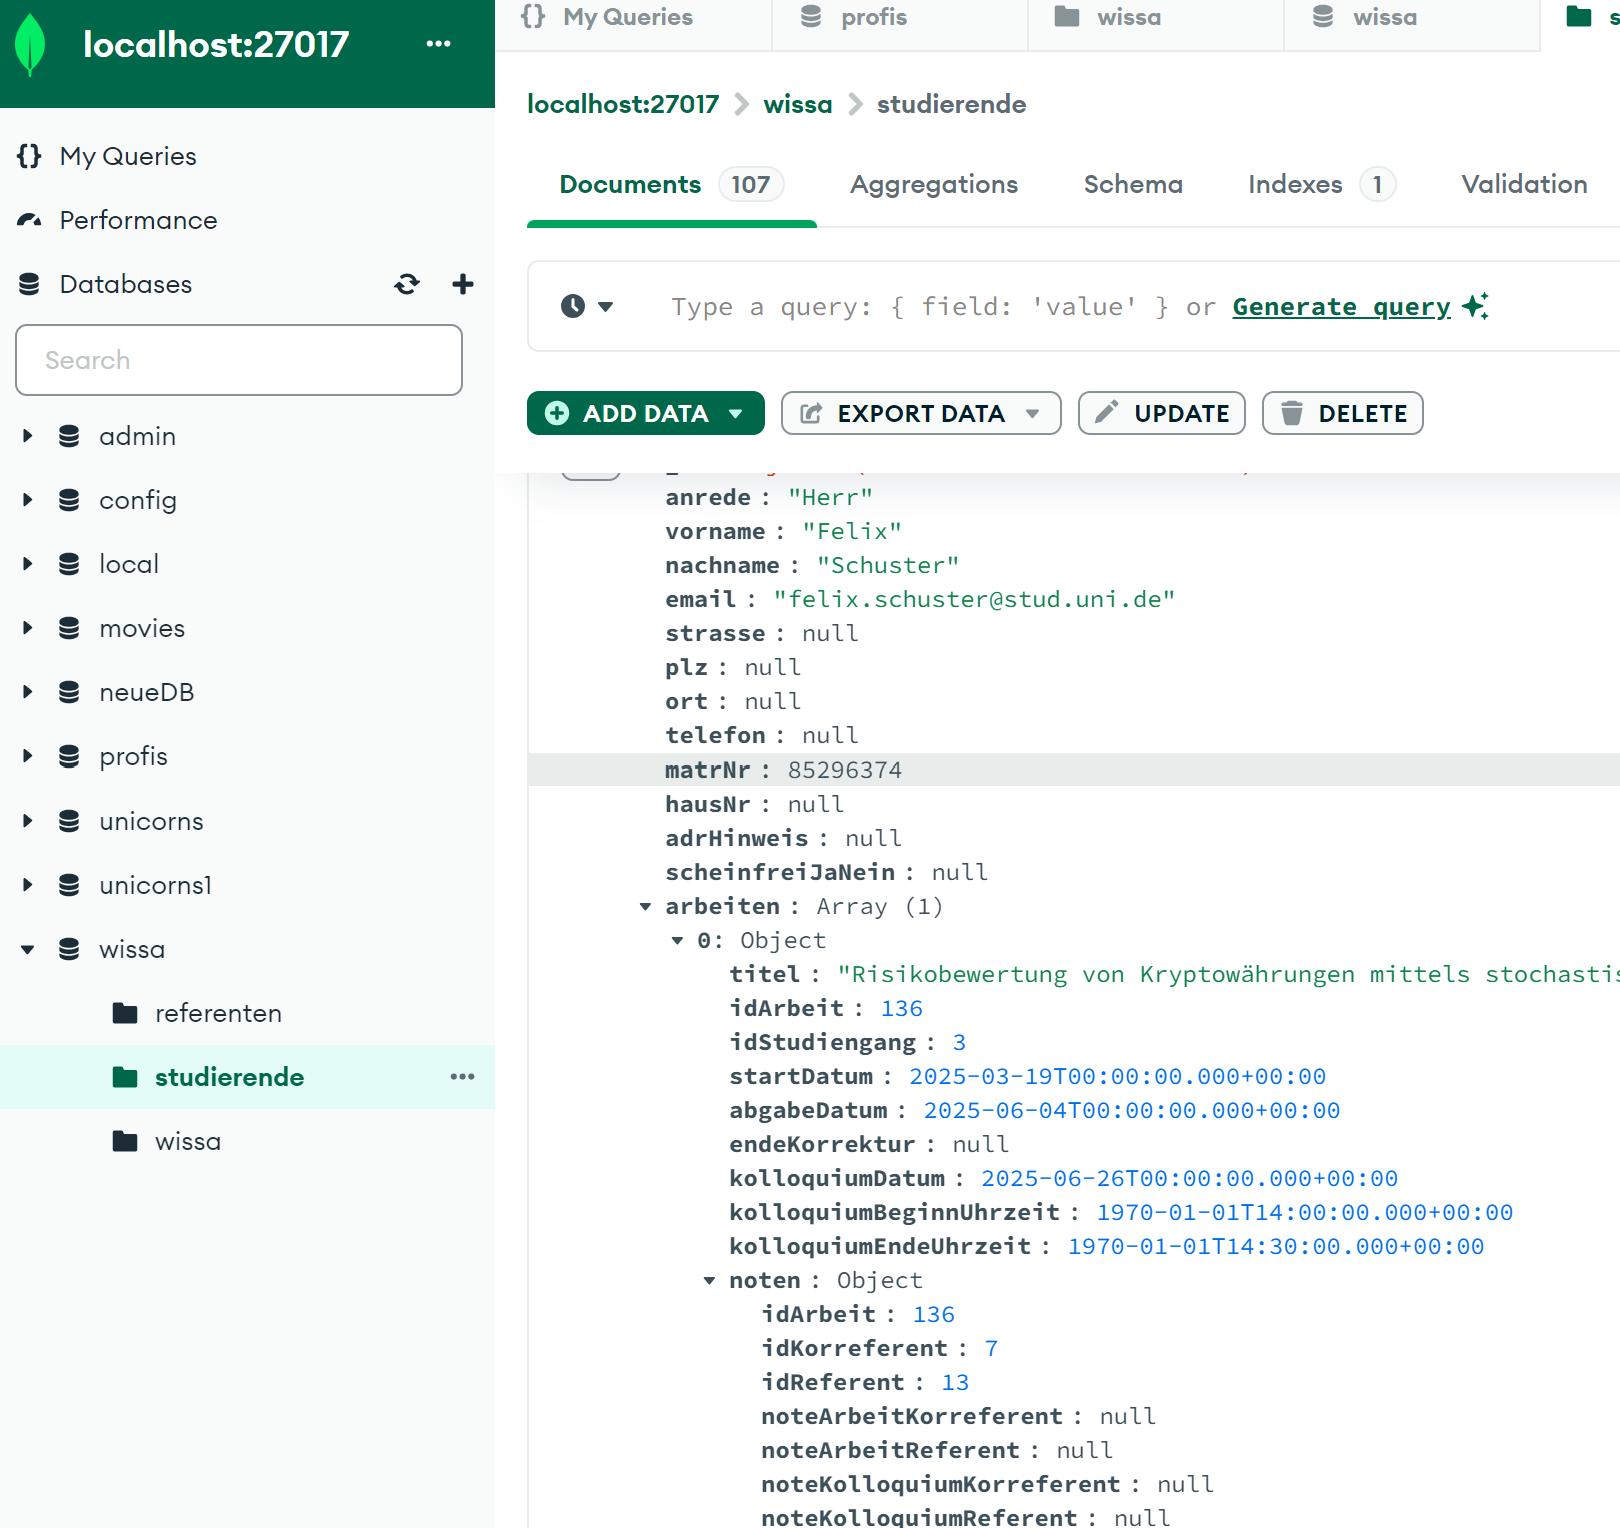 localhost:27017
My Queries
Performance
Databases
Search
admin
config
local
movies
neueDB
profis
unicorns
unicorns1
wissa
referenten
studierende
wissa
{} My Queries
profis
wissa
wissa
localhost:27017 > wissa > studierende
Documents 107
Aggregations
Schema
Indexes 1
Validation
Type a query: { field: 'value' } or Generate query
ADD DATA
EXPORT DATA
UPDATE
DELETE
anrede : "Herr"
vorname : "Felix"
nachname : "Schuster"
email : "felix.schuster@stud.uni.de"
strasse : null
plz : null
ort : null
telefon : null
matrNr : 85296374
hausNr : null
adrHinweis : null
scheinfreiJaNein : null
arbeiten : Array (1)
0: Object
titel : "Risikobewertung von Kryptowährungen mittels stochastis
idArbeit : 136
idStudiengang : 3
startDatum : 2025-03-19T00:00:00.000+00:00
abgabeDatum : 2025-06-04T00:00:00.000+00:00
endeKorrektur : null
kolloquiumDatum : 2025-06-26T00:00:00.000+00:00
kolloquiumBeginnUhrzeit : 1970-01-01T14:00:00.000+00:00
kolloquiumEndeUhrzeit : 1970-01-01T14:30:00.000+00:00
noten : Object
idArbeit : 136
idKorreferent : 7
idReferent : 13
noteArbeitKorreferent : null
noteArbeitReferent : null
noteKolloquiumKorreferent : null
noteKolloquiumReferent : null